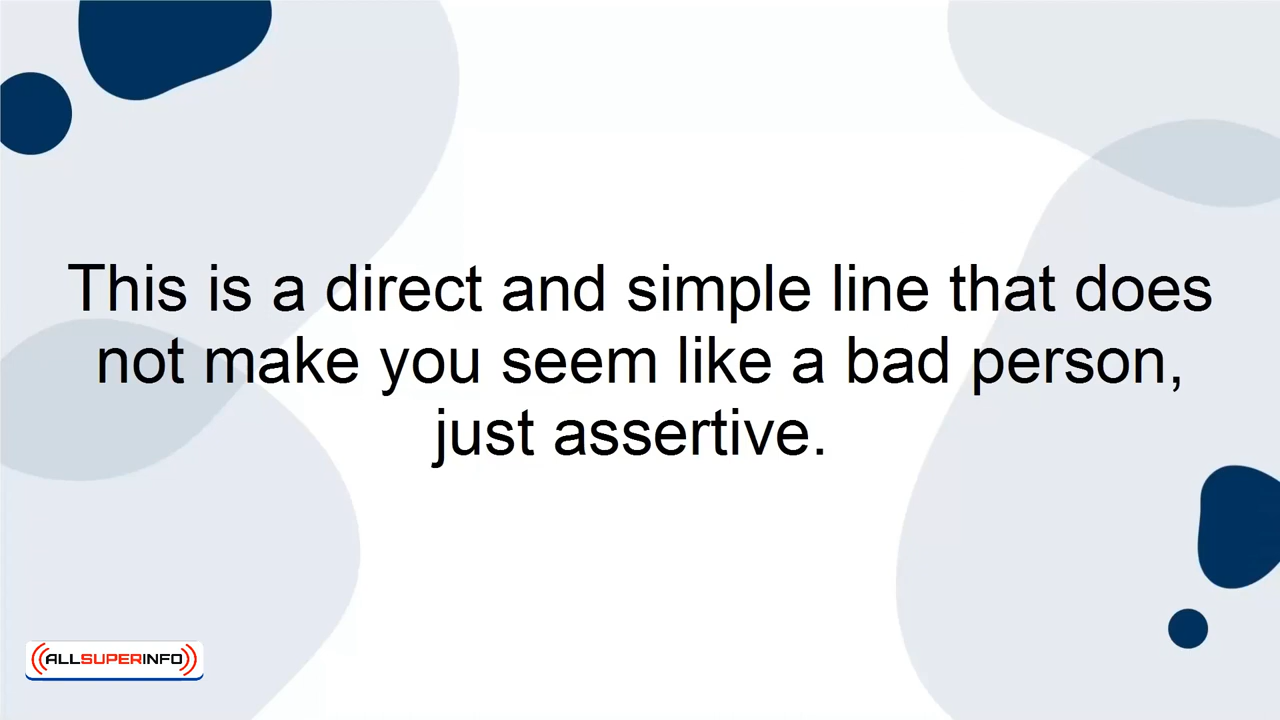 This is a direct and simple line that does
not make you seem like a bad person,
just assertive.
ALLSUPERINFO